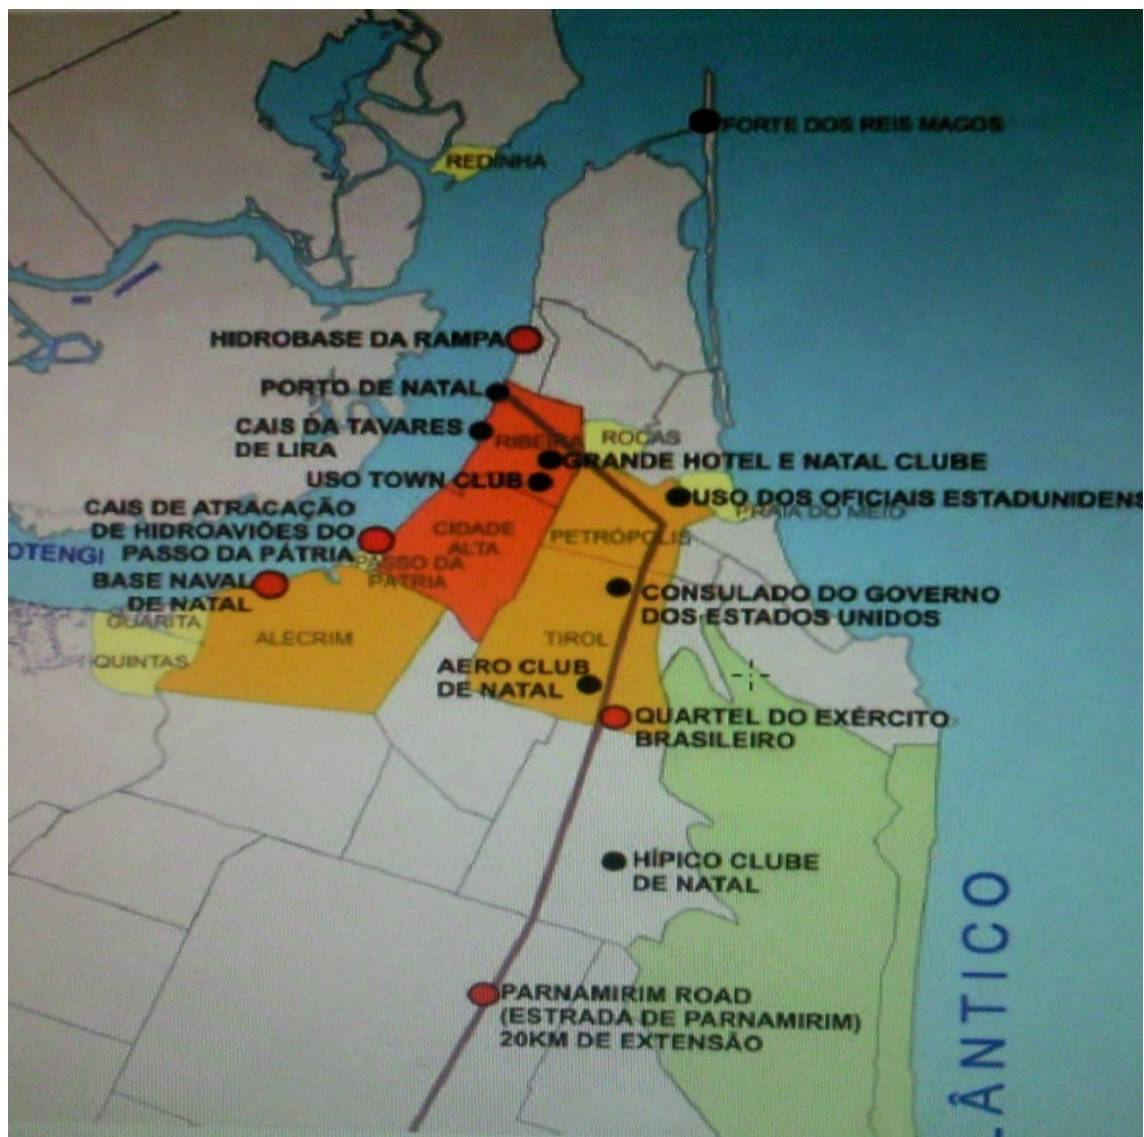 FORTE DOS REIS MAGOS
REDINHA
HIDROBASE DA RAMPA
PORTO DE NATAL
CAIS DA TAVARES
DE LIRA
RIBEIRA
ROCAS
GRANDE HOTEL E NATAL CLUBE
USO TOWN CLUB
USO DOS OFICIAIS ESTADUNIDENS
PRAIA DO MEIO
CAIS DE ATRACAÇÃO
DE HIDROAVIÕES DO
PASSO DA PÁTRIA
CIDADE
ALTA
PETRÓPOLIS
OTENGI
PASSO DA
PÁTRIA
BASE NAVAL
DE NATAL
CONSULADO DO GOVERNO
DOS ESTADOS UNIDOS
GUARITA
ALECRIM
TIROL
QUINTAS
AERO CLUB
DE NATAL
QUARTEL DO EXÉRCITO
BRASILEIRO
HÍPICO CLUBE
DE NATAL
LÂNTICO
PARNAMIRIM ROAD
(ESTRADA DE PARNAMIRIM)
20KM DE EXTENSÃO